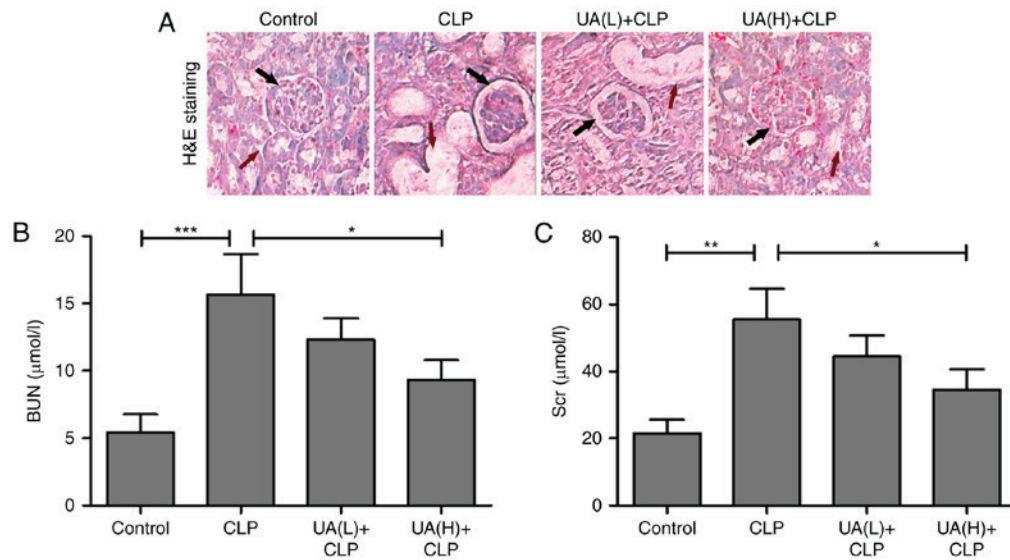 A
Control CLP UA(L)+CLP UA(H)+CLP
H&E staining
B
BUN (μmol/l)
20
15
10
5
0
***
*
Control CLP UA(L)+ UA(H)+
CLP CLP
C
Scr (μmol/l)
80
60
40
20
0
**
*
Control CLP UA(L)+ UA(H)+
CLP CLP